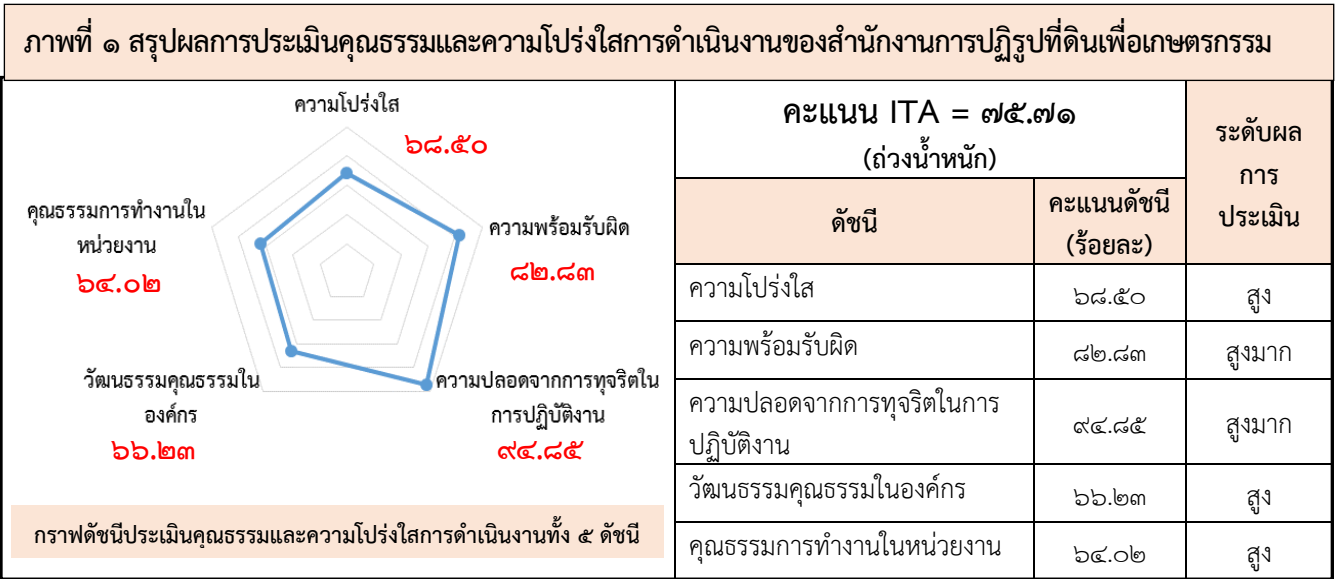 ภาพที่ ๑ สรุปผลการประเมินคุณธรรมและความโปร่งใสการดำเนินงานของสำนักงานการปฏิรูปที่ดินเพื่อเกษตรกรรม
ความโปร่งใส
๖๘.๕๐
ความพร้อมรับผิด
๘๒.๘๓
ความปลอดจากการทุจริตใน
การปฏิบัติงาน
๙๔.๘๕
วัฒนธรรมคุณธรรมใน
องค์กร
๖๖.๒๓
คุณธรรมการทำงานใน
หน่วยงาน
๖๔.๐๒
กราฟดัชนีประเมินคุณธรรมและความโปร่งใสการดำเนินงานทั้ง ๕ ดัชนี
คะแนน ITA = ๗๕.๗๑
(ถ่วงน้ำหนัก)
ระดับผล
การ
ประเมิน
ดัชนี
คะแนนดัชนี
(ร้อยละ)
ความโปร่งใส ๖๘.๕๐ สูง
ความพร้อมรับผิด ๘๒.๘๓ สูงมาก
ความปลอดจากการทุจริตในการ
ปฏิบัติงาน
๙๔.๘๕ สูงมาก
วัฒนธรรมคุณธรรมในองค์กร ๖๖.๒๓ สูง
คุณธรรมการทำงานในหน่วยงาน ๖๔.๐๒ สูง